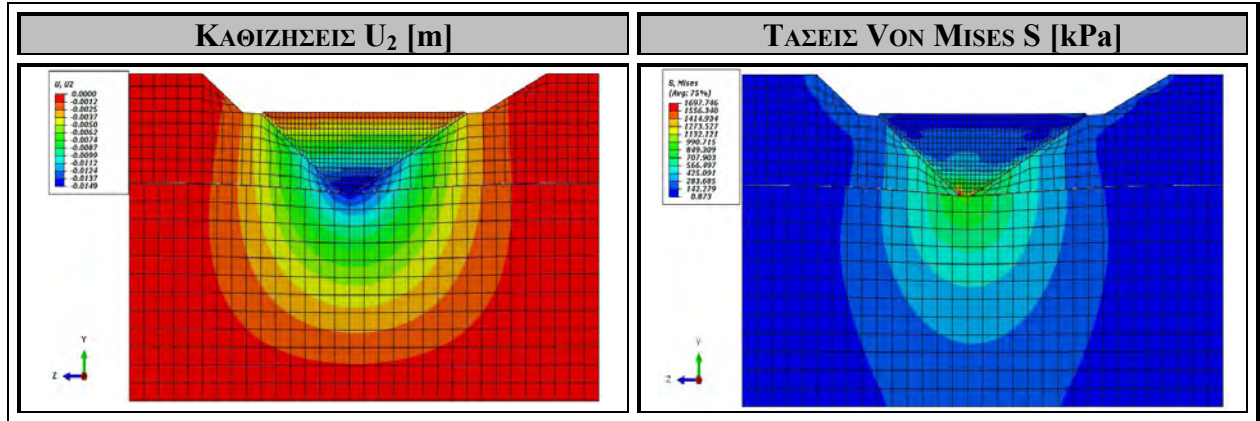 ΚΑΘΙΖΗΣΕΙΣ U2 [m]
ΤΑΣΕΙΣ VON MISES S [kPa]
U, U2
0.0000
-0.0012
-0.0025
-0.0037
-0.0050
-0.0062
-0.0074
-0.0087
-0.0099
-0.0112
-0.0124
-0.0137
-0.0149
Y
Z
S, Mises
(Avg: 75%)
1697.746
1556.340
1414.934
1273.527
1132.121
990.715
849.309
707.903
566.497
425.091
283.685
142.279
0.873
Y
Z